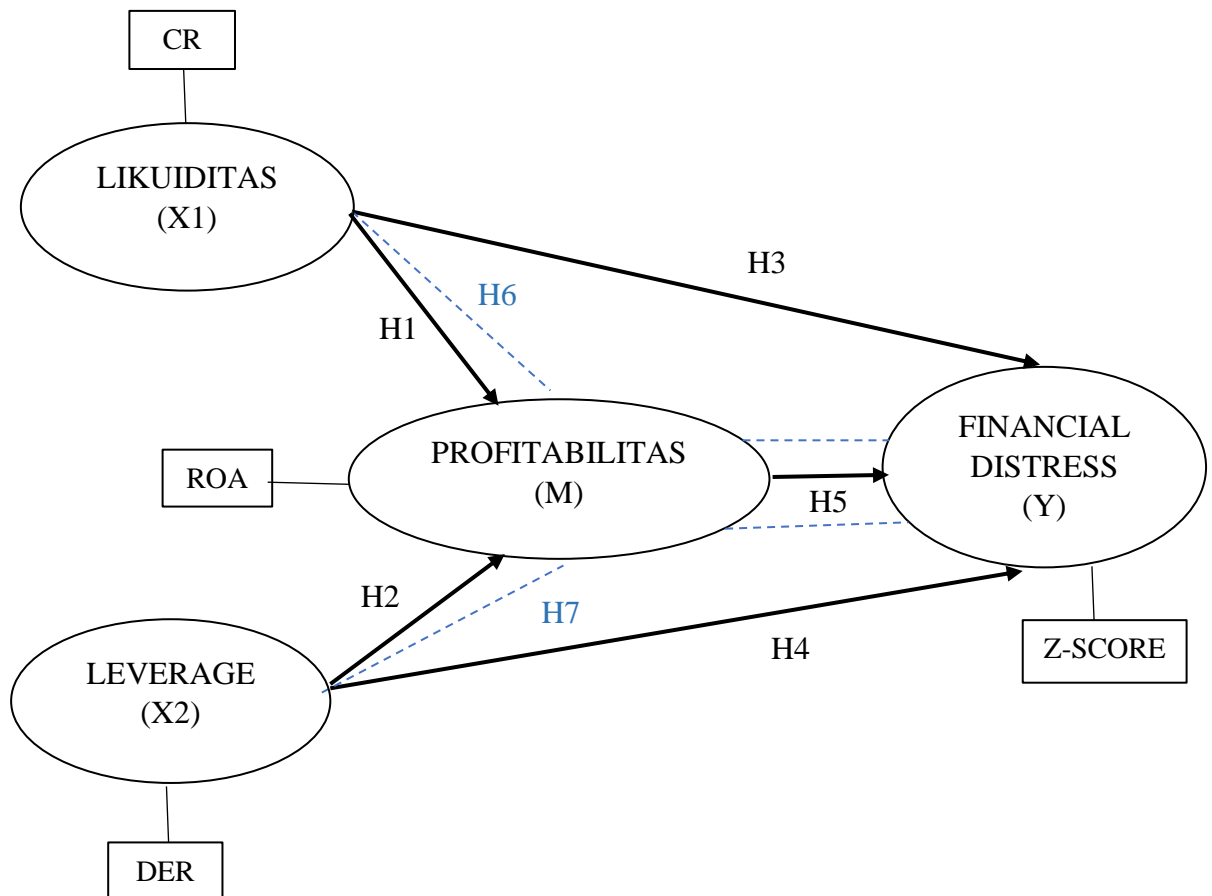 CR
LIKUIDITAS
(X1)
H3
H6
H1
FINANCIAL
DISTRESS
(Y)
PROFITABILITAS
(M)
ROA
H5
H2
H7
H4
Z-SCORE
LEVERAGE
(X2)
DER